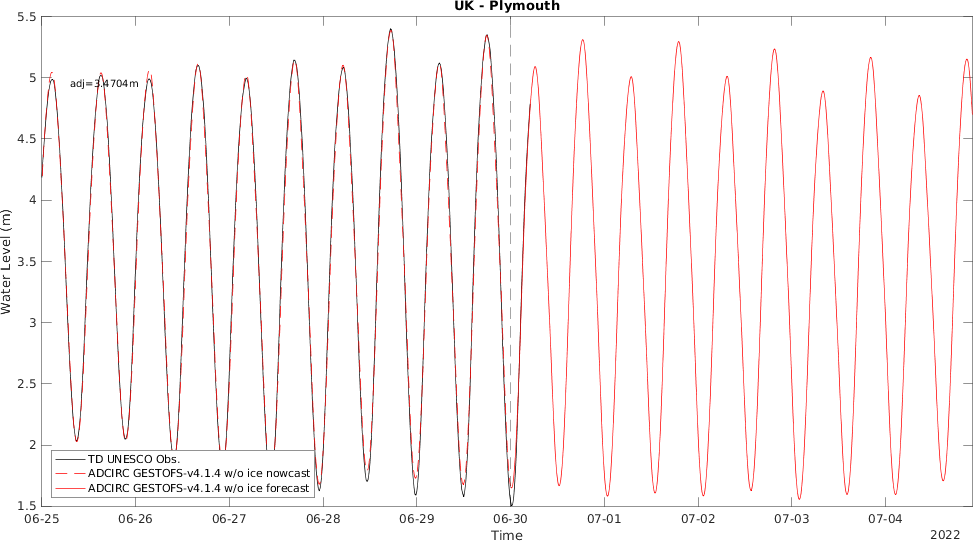 UK - Plymouth
5.5
5
4.5
4
3.5
3
2.5
2
1.5
Water Level (m)
adj=3.4704m
TD UNESCO Obs.
ADCIRC GESTOFS-v4.1.4 w/o ice nowcast
ADCIRC GESTOFS-v4.1.4 w/o ice forecast
06-25 06-26 06-27 06-28 06-29 06-30 07-01 07-02 07-03 07-04
Time
2022